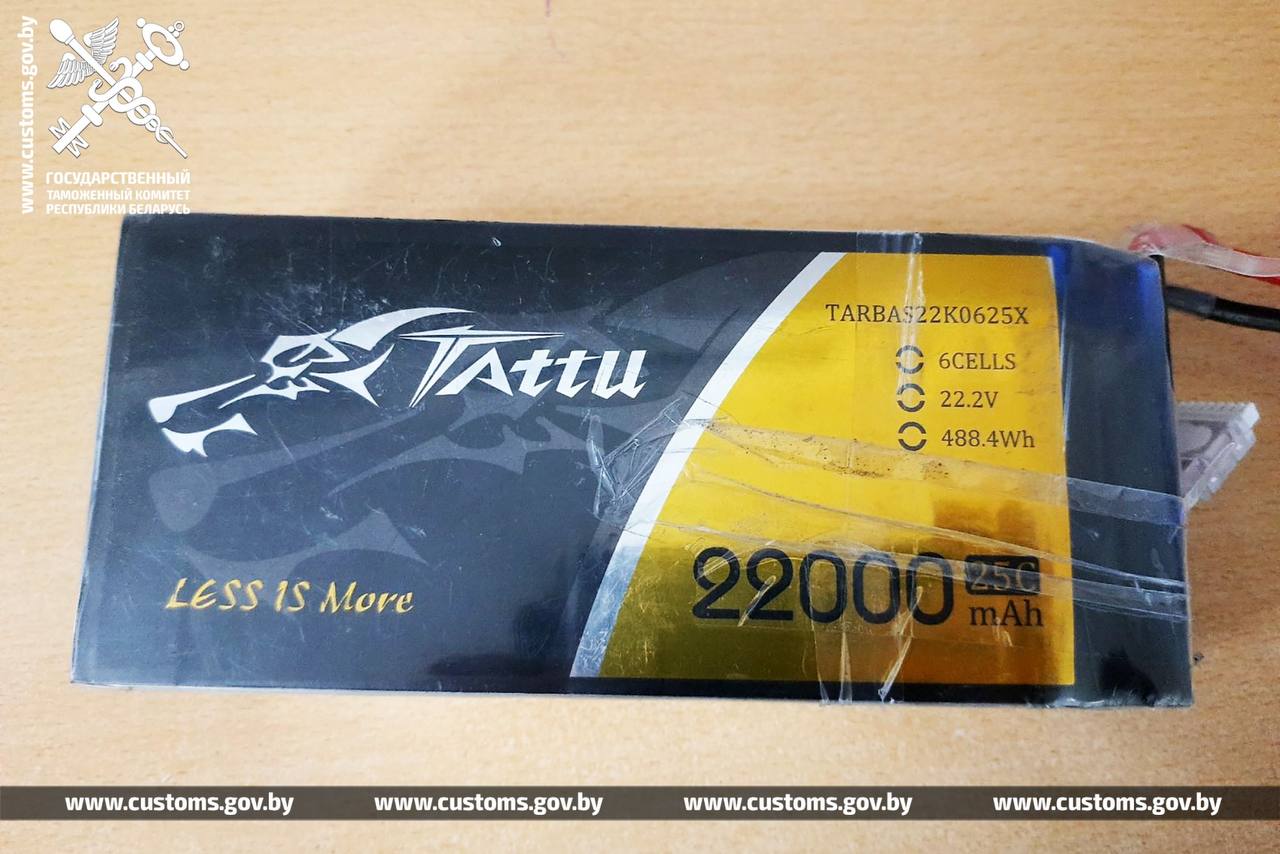 www.customs.gov.by
ГОСУДАРСТВЕННЫЙ
ТАМОЖЕННЫЙ КОМИТЕТ
РЕСПУБЛИКИ БЕЛАРУСЬ
TARBAS22K0625X
6CELLS
22.2V
488.4Wh
TATTU
LESS IS More
22000 25C
mAh
www.customs.gov.by www.customs.gov.by www.customs.gov.by www.customs.gov.by